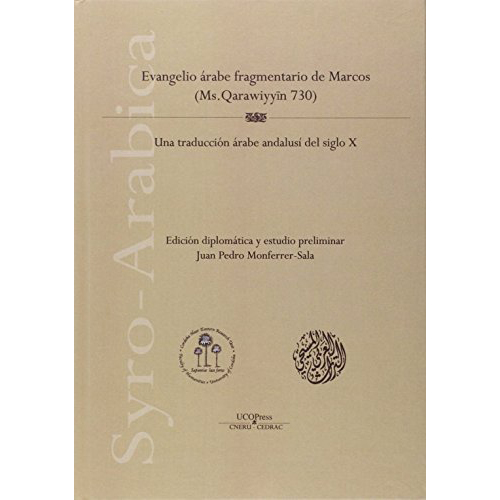 Syro-Arabica
Evangelio árabe fragmentario de Marcos
(Ms.Qarawiyyīn 730)
Una traducción árabe andalusí del siglo X
Edición diplomática y estudio preliminar
Juan Pedro Monferrer-Sala
UCOPress
CNERU - CEDRAC